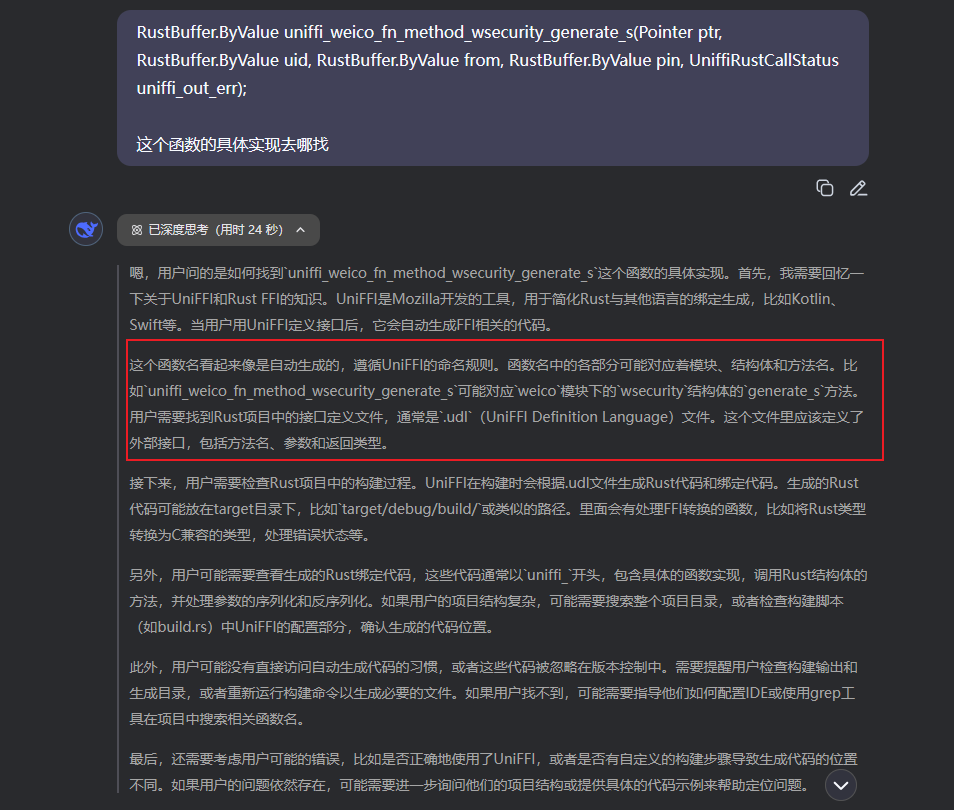 RustBuffer.ByValue uniffi_weico_fn_method_wsecurity_generate_s(Pointer ptr,
RustBuffer.ByValue uid, RustBuffer.ByValue from, RustBuffer.ByValue pin, UniffiRustCallStatus
uniffi_out_err);
这个函数的具体实现去哪找
已深度思考（用时 24 秒）
嗯，用户问的是如何找到`uniffi_weico_fn_method_wsecurity_generate_s`这个函数的具体实现。首先，我需要回忆一
下关于UniFFI和Rust FFI的知识。UniFFI是Mozilla开发的工具，用于简化Rust与其他语言的绑定生成，比如Kotlin、
Swift等。当用户用UniFFI定义接口后，它会自动生成FFI相关的代码。
这个函数名看起来像是自动生成的，遵循UniFFI的命名规则。函数名中的各部分可能对应着模块、结构体和方法名。比
如`uniffi_weico_fn_method_wsecurity_generate_s`可能对应`weico`模块下的`wsecurity`结构体的`generate_s`方法。
用户需要找到Rust项目中的接口定义文件，通常是`.udl`（UniFFI Definition Language）文件。这个文件里应该定义了
外部接口，包括方法名、参数和返回类型。
接下来，用户需要检查Rust项目中的构建过程。UniFFI在构建时会根据.udl文件生成Rust代码和绑定代码。生成的Rust
代码可能放在target目录下，比如`target/debug/build/`或类似的路径。里面会有处理FFI转换的函数，比如将Rust类型
转换为C兼容的类型，处理错误状态等。
另外，用户可能需要查看生成的Rust绑定代码，这些代码通常以`uniffi_`开头，包含具体的函数实现，调用Rust结构体的
方法，并处理参数的序列化和反序列化。如果用户的项目结构复杂，可能需要搜索整个项目目录，或者检查构建脚本
（如build.rs）中UniFFI的配置部分，确认生成的代码位置。
此外，用户可能没有直接访问自动生成代码的习惯，或者这些代码被忽略在版本控制中。需要提醒用户检查构建输出和
生成目录，或者重新运行构建命令以生成必要的文件。如果用户找不到，可能需要指导他们如何配置IDE或使用grep工
具在项目中搜索相关函数名。
最后，还需要考虑用户可能的错误，比如是否正确地使用了UniFFI，或者是否有自定义的构建步骤导致生成代码的位置
不同。如果用户的问题依然存在，可能需要进一步询问他们的项目结构或提供具体的代码示例来帮助定位问题。